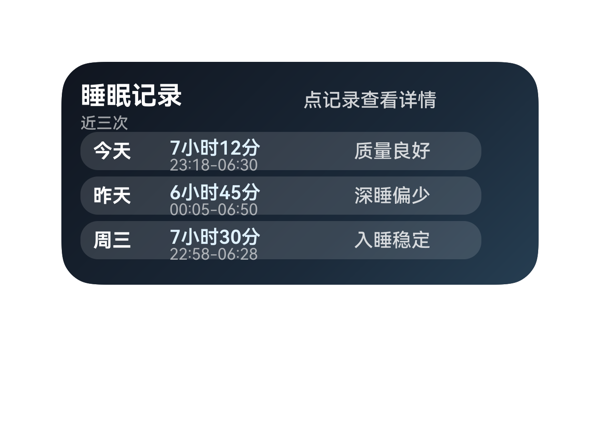 睡眠记录
点记录查看详情
近三次
今天
7小时12分
23:18-06:30
质量良好
昨天
6小时45分
00:05-06:50
深睡偏少
周三
7小时30分
22:58-06:28
入睡稳定